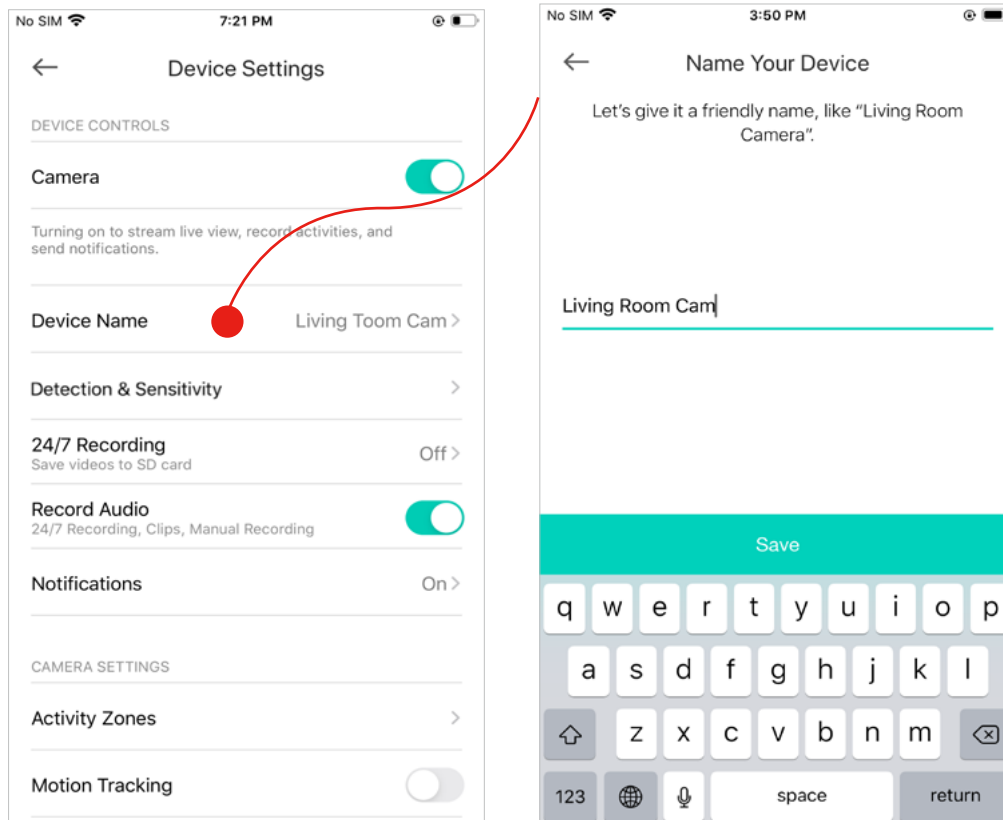 No SIM 7:21 PM
Device Settings
DEVICE CONTROLS
Camera
Turning on to stream live view, record activities, and
send notifications.
Device Name Living Toom Cam >
Detection & Sensitivity >
24/7 Recording Off >
Save videos to SD card
Record Audio
24/7 Recording, Clips, Manual Recording
Notifications On >
CAMERA SETTINGS
Activity Zones >
Motion Tracking
No SIM 3:50 PM
Name Your Device
Let's give it a friendly name, like “Living Room
Camera”.
Living Room Cam
Save
q w e r t y u i o p
a s d f g h j k l
z x c v b n m
123 space return